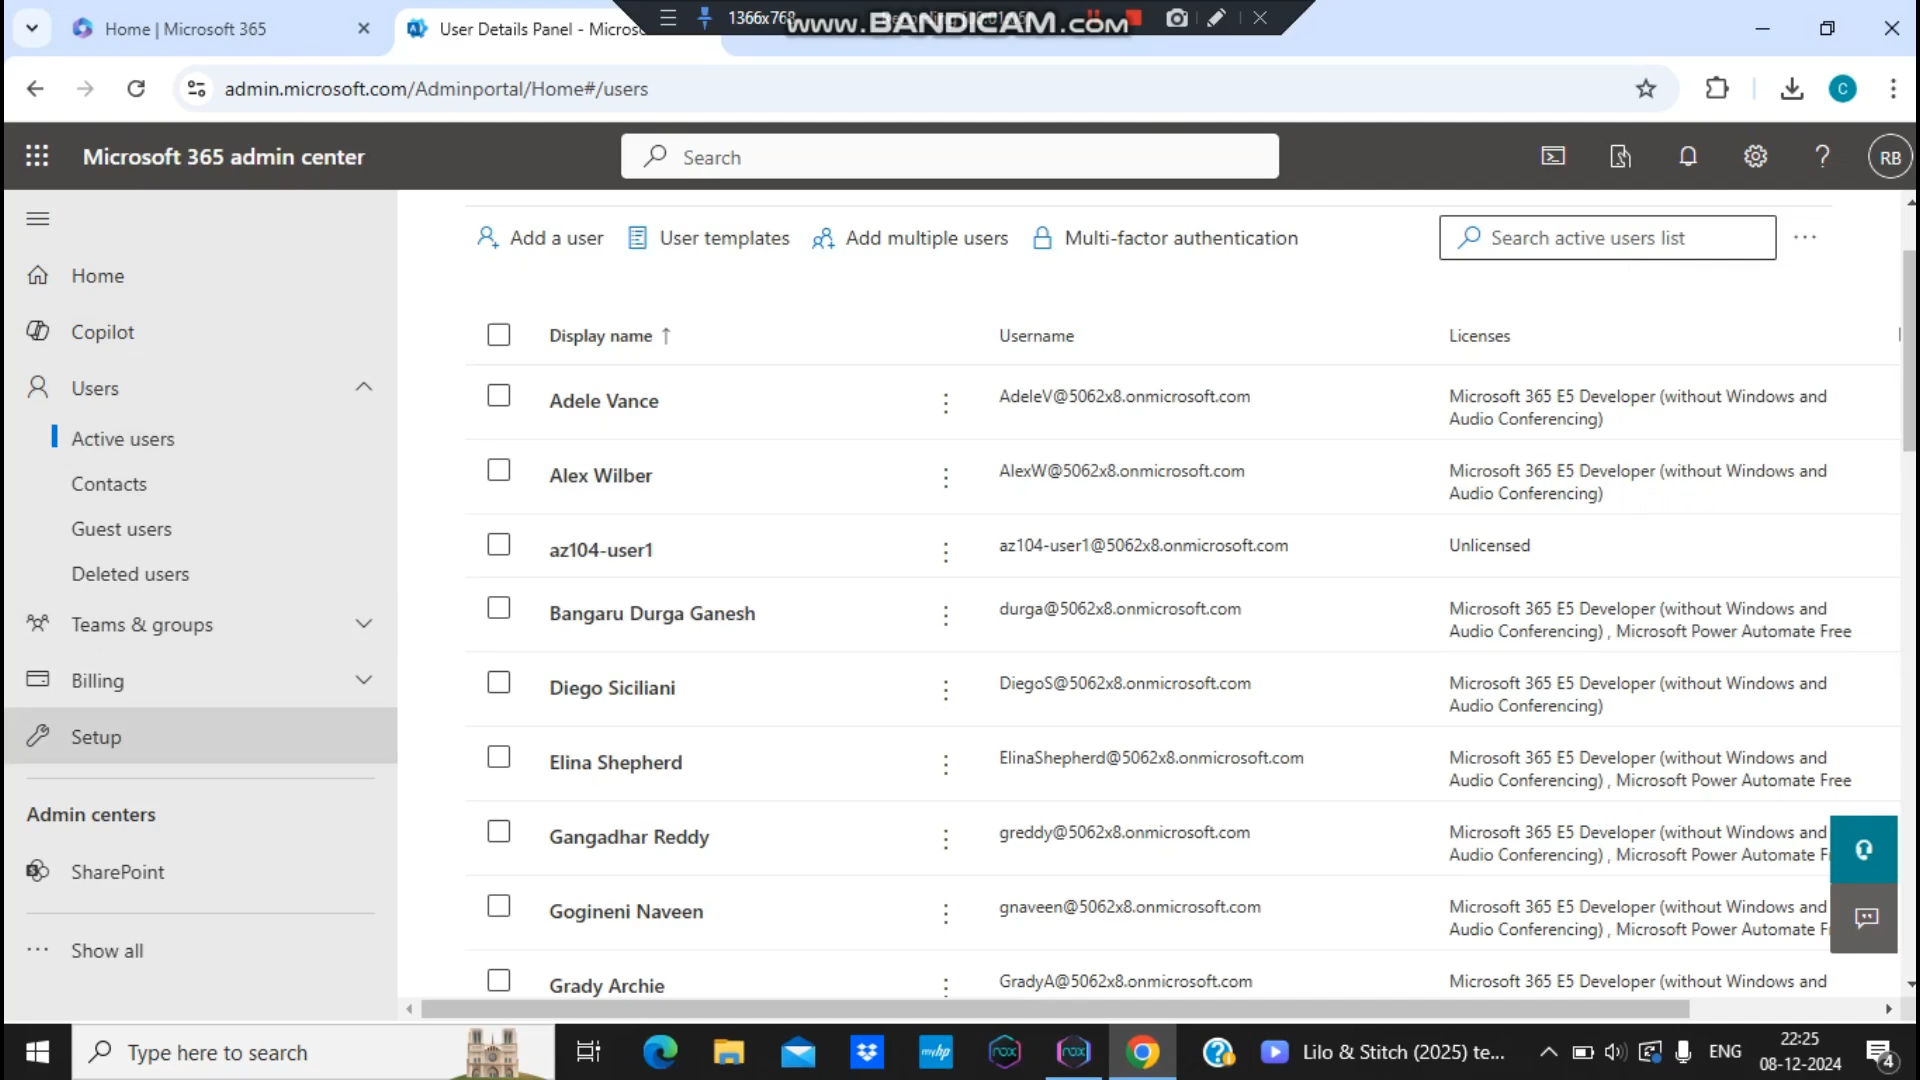 Home | Microsoft 365
User Details Panel - Micros
1366x768
www.BANDICAM.com
admin.microsoft.com/Adminportal/Home#/users
C
Microsoft 365 admin center
Search
RB
Add a user
User templates
Add multiple users
Multi-factor authentication
Search active users list
Home
Copilot
Users
Active users
Contacts
Guest users
Deleted users
Teams & groups
Billing
Setup
Admin centers
SharePoint
Show all
Display name ↑
Username
Licenses
Adele Vance
AdeleV@5062x8.onmicrosoft.com
Microsoft 365 E5 Developer (without Windows and
Audio Conferencing)
Alex Wilber
AlexW@5062x8.onmicrosoft.com
Microsoft 365 E5 Developer (without Windows and
Audio Conferencing)
az104-user1
az104-user1@5062x8.onmicrosoft.com
Unlicensed
Bangaru Durga Ganesh
durga@5062x8.onmicrosoft.com
Microsoft 365 E5 Developer (without Windows and
Audio Conferencing) , Microsoft Power Automate Free
Diego Siciliani
DiegoS@5062x8.onmicrosoft.com
Microsoft 365 E5 Developer (without Windows and
Audio Conferencing)
Elina Shepherd
ElinaShepherd@5062x8.onmicrosoft.com
Microsoft 365 E5 Developer (without Windows and
Audio Conferencing) , Microsoft Power Automate Free
Gangadhar Reddy
greddy@5062x8.onmicrosoft.com
Microsoft 365 E5 Developer (without Windows and
Audio Conferencing) , Microsoft Power Automate F
Gogineni Naveen
gnaveen@5062x8.onmicrosoft.com
Microsoft 365 E5 Developer (without Windows and
Audio Conferencing) , Microsoft Power Automate F
Grady Archie
GradyA@5062x8.onmicrosoft.com
Microsoft 365 E5 Developer (without Windows and
Type here to search
myhp
nox
nox
Lilo & Stitch (2025) te...
ENG
22:25
08-12-2024
4